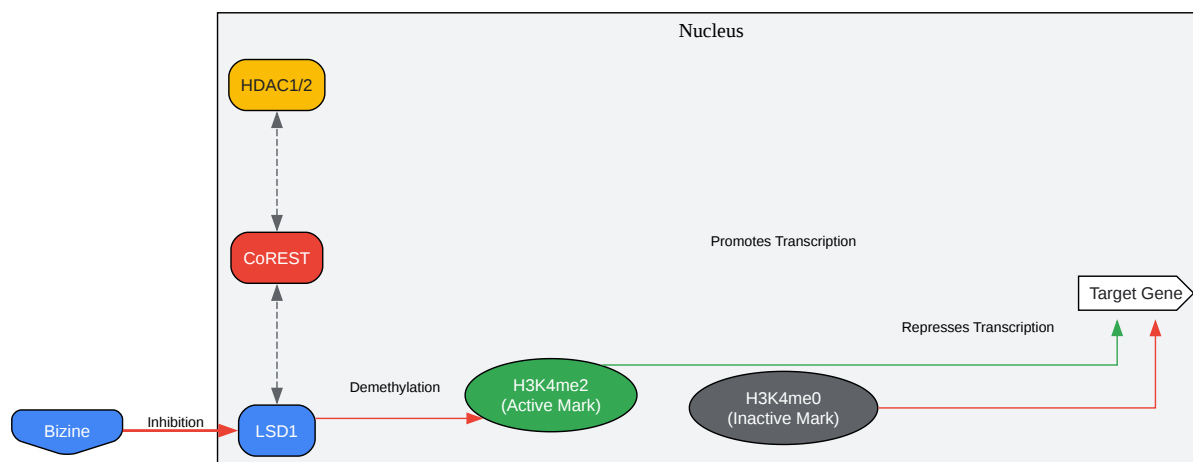 Nucleus
HDAC1/2
CoREST
Promotes Transcription
Target Gene
Represses Transcription
Demethylation
H3K4me2
(Active Mark)
H3K4me0
(Inactive Mark)
Inhibition
Bizine
LSD1